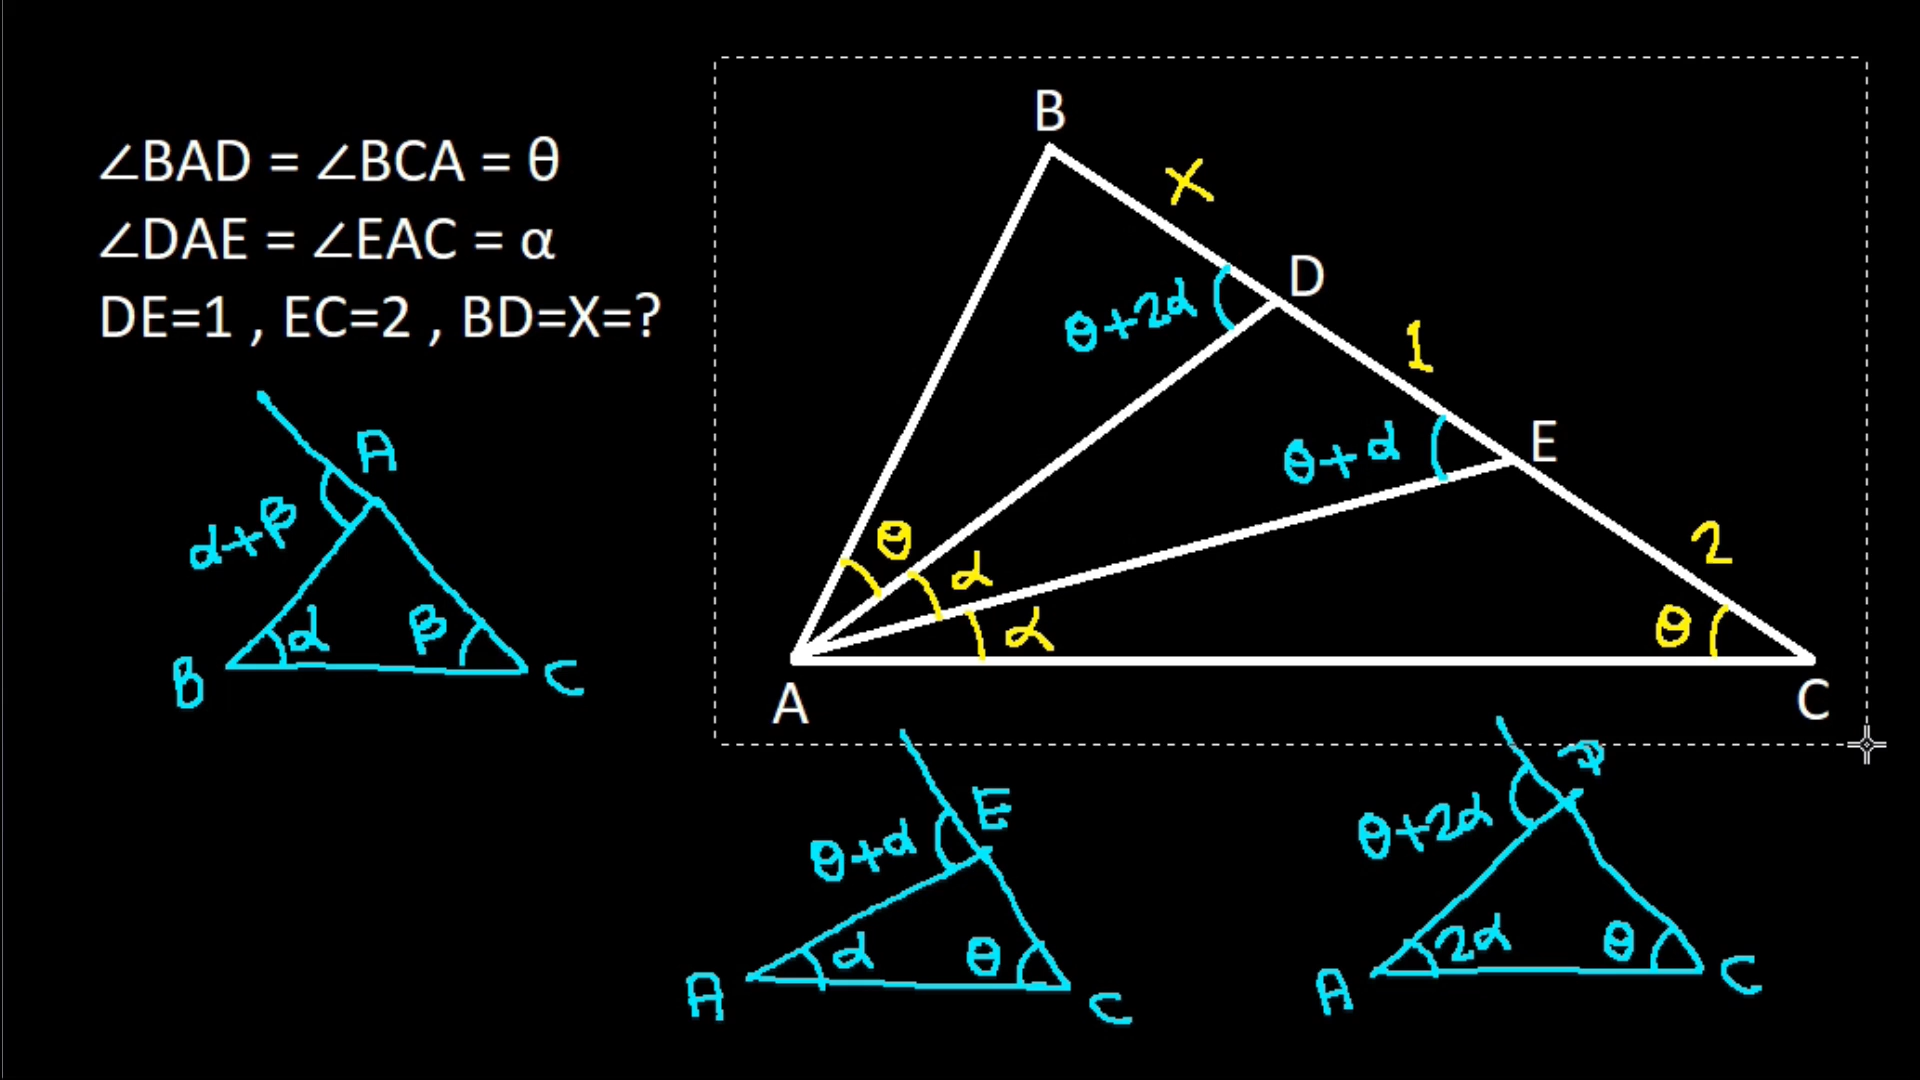 ∠BAD = ∠BCA = θ
∠DAE = ∠EAC = α
DE=1 , EC=2 , BD=X=?
B
X
D
θ+2α
1
E
θ+α
2
θ
α
α
θ
A
C
A
α+β
α
β
B
C
E
θ+α
α
θ
A
C
D
θ+2α
2α
θ
A
C